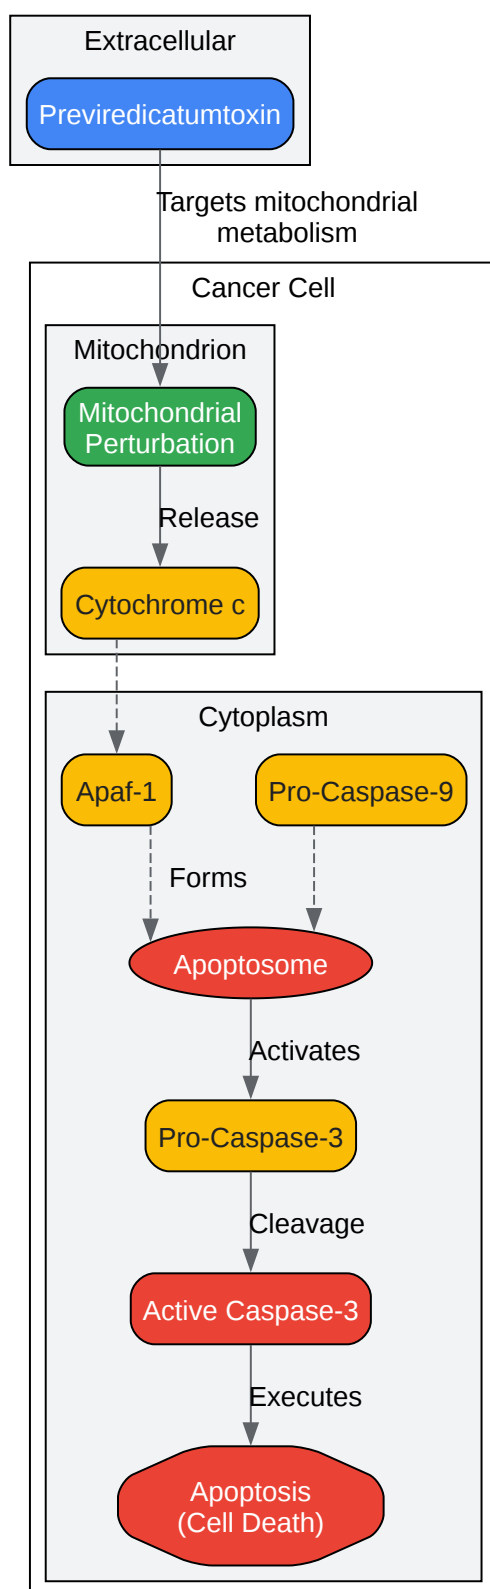 Extracellular
Previredicatumtoxin
Targets mitochondrial
metabolism
Cancer Cell
Mitochondrion
Mitochondrial
Perturbation
Release
Cytochrome c
Cytoplasm
Apaf-1
Pro-Caspase-9
Forms
Apoptosome
Activates
Pro-Caspase-3
Cleavage
Active Caspase-3
Executes
Apoptosis
(Cell Death)